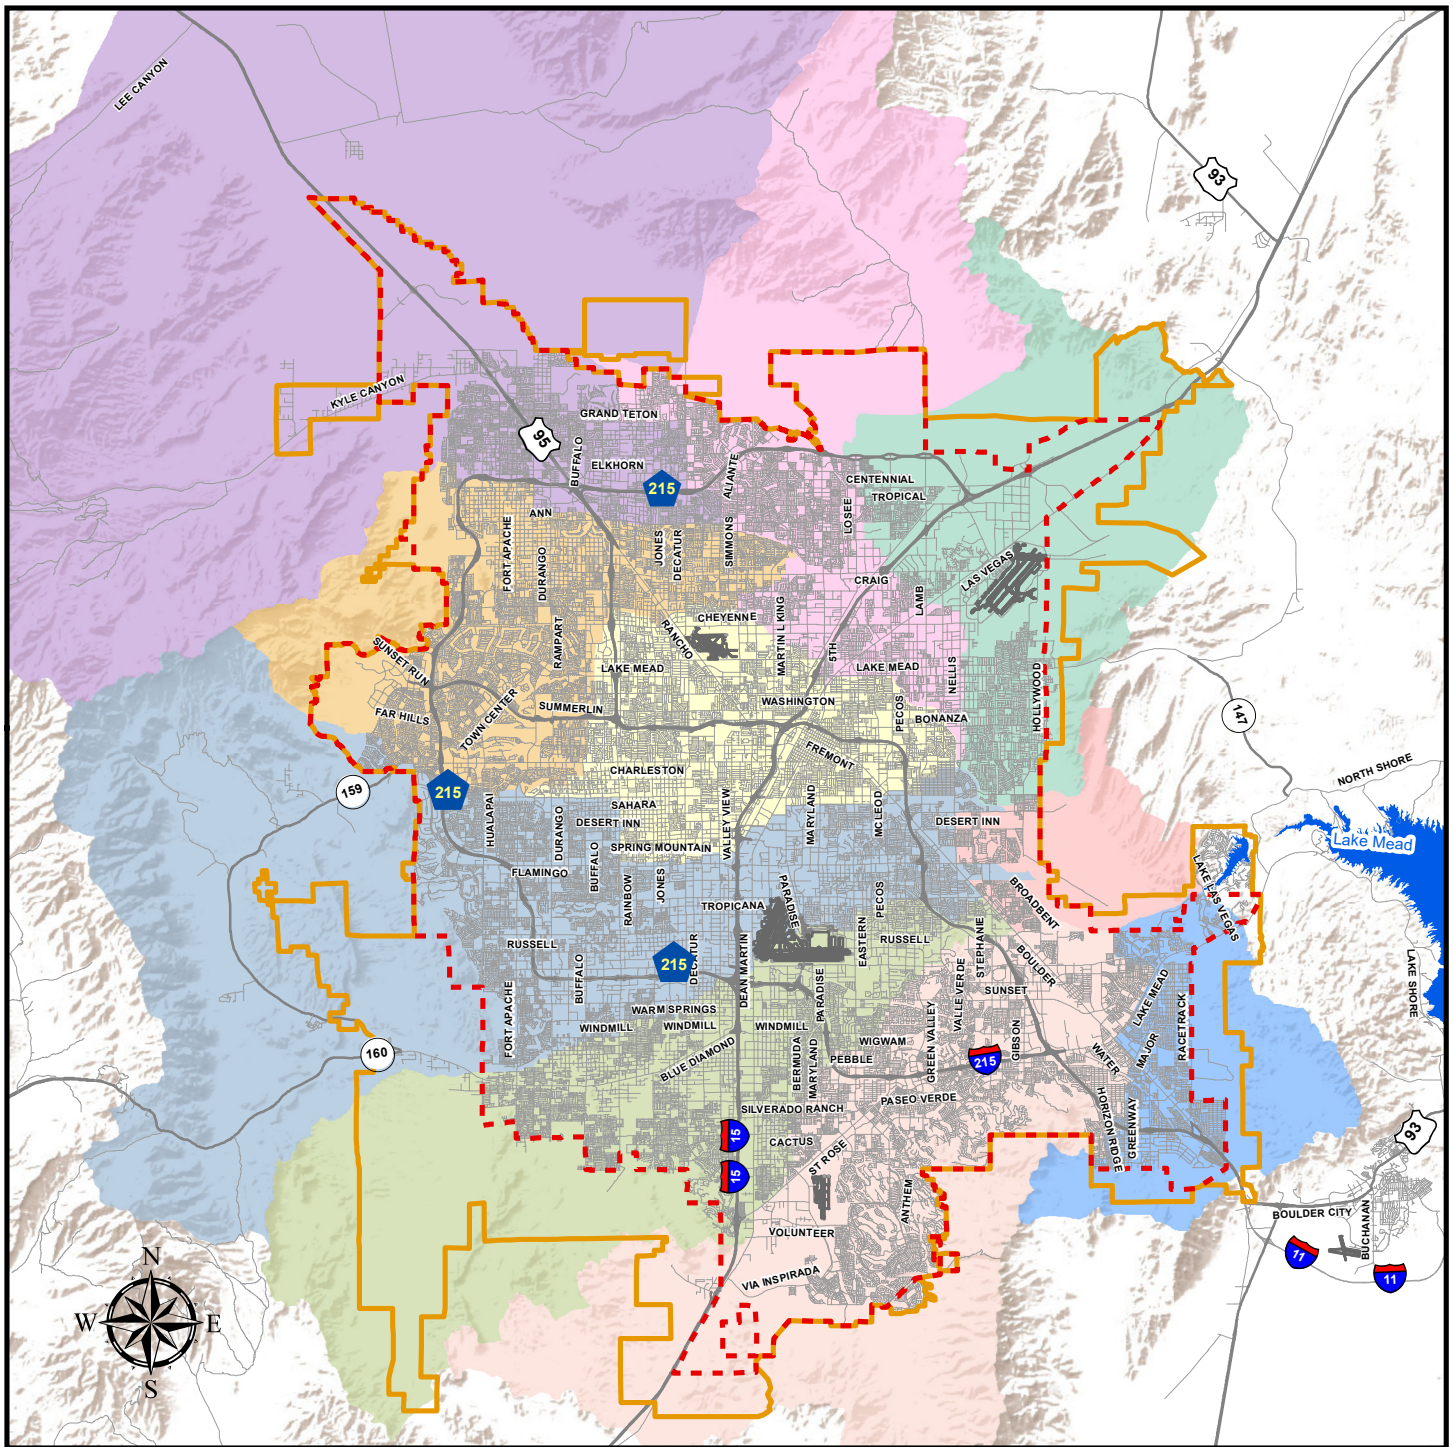 LEE CANYON
93
KYLE CANYON
GRAND TETON
95
BUFFALO
ELKHORN
215
ALIANTE
CENTENNIAL
TROPICAL
ANN
LOSEE
FORT APACHE
DURANGO
JONES
DECATUR
SIMMONS
CRAIG
LAS VEGAS
LAMB
CHEYENNE
MARTIN L KING
RANCHO
RAMPART
5TH
SUNSET RUN
LAKE MEAD
LAKE MEAD
NELLIS
HOLLYWOOD
FAR HILLS
TOWN CENTER
SUMMERLIN
WASHINGTON
PECOS
BONANZA
147
FREMONT
CHARLESTON
NORTH SHORE
159
215
HUALAPAI
SAHARA
DURANGO
DESERT INN
VALLEY VIEW
MARYLAND
MCLEOD
DESERT INN
Lake Mead
SPRING MOUNTAIN
BUFFALO
FLAMINGO
RAINBOW
JONES
PARADISE
PECOS
BROADBENT
LAKE LAS VEGAS
TROPICANA
RUSSELL
EASTERN
RUSSELL
STEPHANIE
BOULDER
215
DECATUR
DEAN MARTIN
BUFFALO
PARADISE
VALLE VERDE
SUNSET
LAKE MEAD
LAKE SHORE
FORT APACHE
WARM SPRINGS
WINDMILL
WINDMILL
WINDMILL
WIGWAM
GREEN VALLEY
GIBSON
MAJOR
RACETRACK
160
BLUE DIAMOND
BERMUDA
MARYLAND
PEBBLE
215
WATER
PASEO VERDE
SILVERADO RANCH
HORIZON RIDGE
GREENWAY
15
CACTUS
ST ROSE
93
15
ANTHEM
BOULDER CITY
BUCHANAN
VOLUNTEER
11
VIA INSPIRADA
11
N
W
E
S